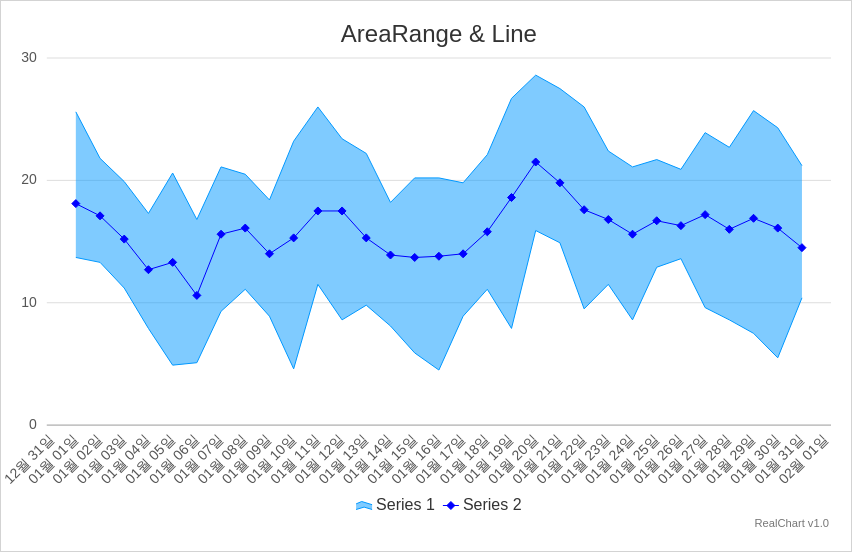 AreaRange & Line
30
20
10
0
12월 31일
01월 01일
01월 02일
01월 03일
01월 04일
01월 05일
01월 06일
01월 07일
01월 08일
01월 09일
01월 10일
01월 11일
01월 12일
01월 13일
01월 14일
01월 15일
01월 16일
01월 17일
01월 18일
01월 19일
01월 20일
01월 21일
01월 22일
01월 23일
01월 24일
01월 25일
01월 26일
01월 27일
01월 28일
01월 29일
01월 30일
01월 31일
02월 01일
Series 1 Series 2
RealChart v1.0